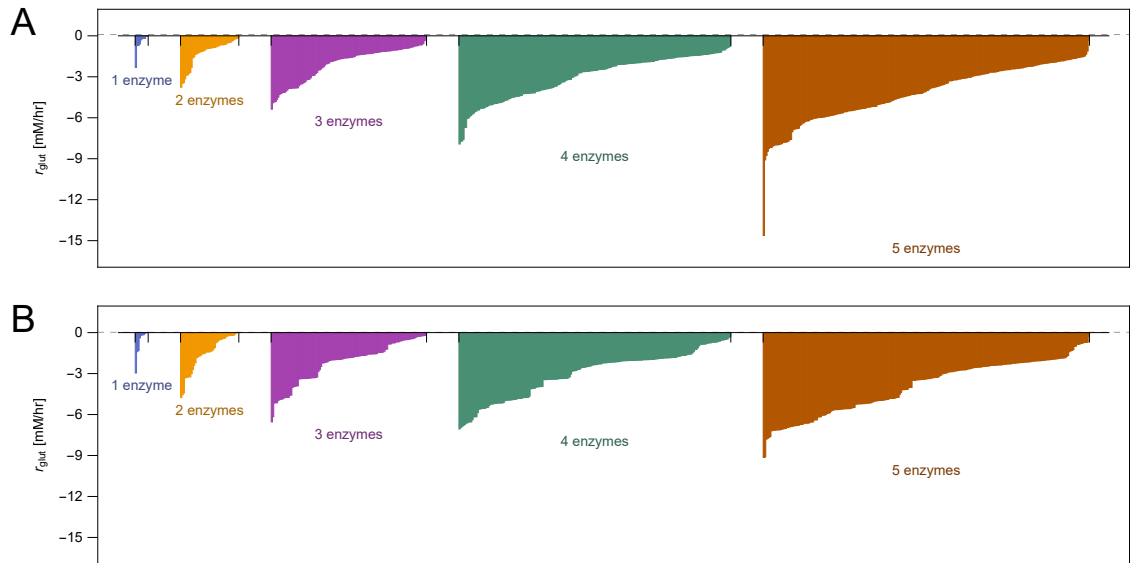 A
0
−3
−6
−9
−12
−15
r_glut [mM/hr]
1 enzyme
2 enzymes
3 enzymes
4 enzymes
5 enzymes
B
0
−3
−6
−9
−12
−15
r_glut [mM/hr]
1 enzyme
2 enzymes
3 enzymes
4 enzymes
5 enzymes